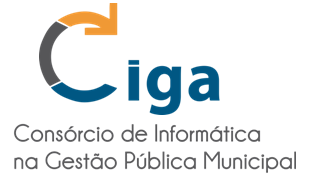 Ciga
Consórcio de Informática
na Gestão Pública Municipal